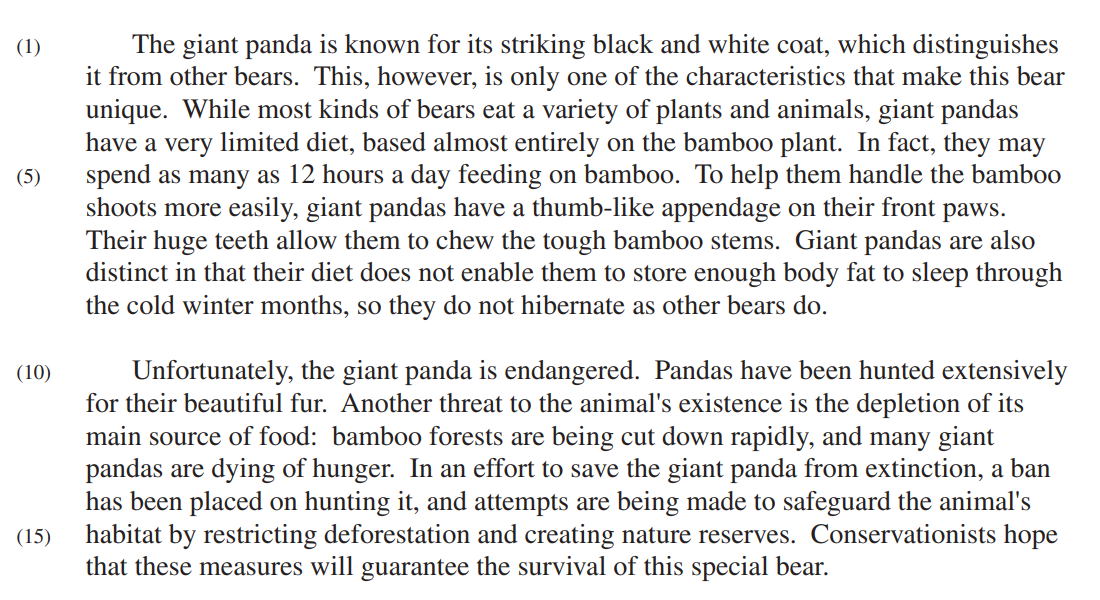 (1) The giant panda is known for its striking black and white coat, which distinguishes
it from other bears. This, however, is only one of the characteristics that make this bear
unique. While most kinds of bears eat a variety of plants and animals, giant pandas
have a very limited diet, based almost entirely on the bamboo plant. In fact, they may
(5) spend as many as 12 hours a day feeding on bamboo. To help them handle the bamboo
shoots more easily, giant pandas have a thumb-like appendage on their front paws.
Their huge teeth allow them to chew the tough bamboo stems. Giant pandas are also
distinct in that their diet does not enable them to store enough body fat to sleep through
the cold winter months, so they do not hibernate as other bears do.
(10) Unfortunately, the giant panda is endangered. Pandas have been hunted extensively
for their beautiful fur. Another threat to the animal's existence is the depletion of its
main source of food: bamboo forests are being cut down rapidly, and many giant
pandas are dying of hunger. In an effort to save the giant panda from extinction, a ban
has been placed on hunting it, and attempts are being made to safeguard the animal's
(15) habitat by restricting deforestation and creating nature reserves. Conservationists hope
that these measures will guarantee the survival of this special bear.